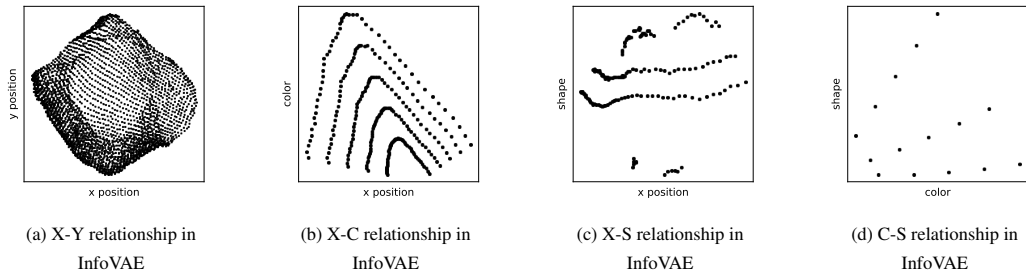 y position
x position
color
x position
shape
x position
shape
color
(a) X-Y relationship in
InfoVAE
(b) X-C relationship in
InfoVAE
(c) X-S relationship in
InfoVAE
(d) C-S relationship in
InfoVAE